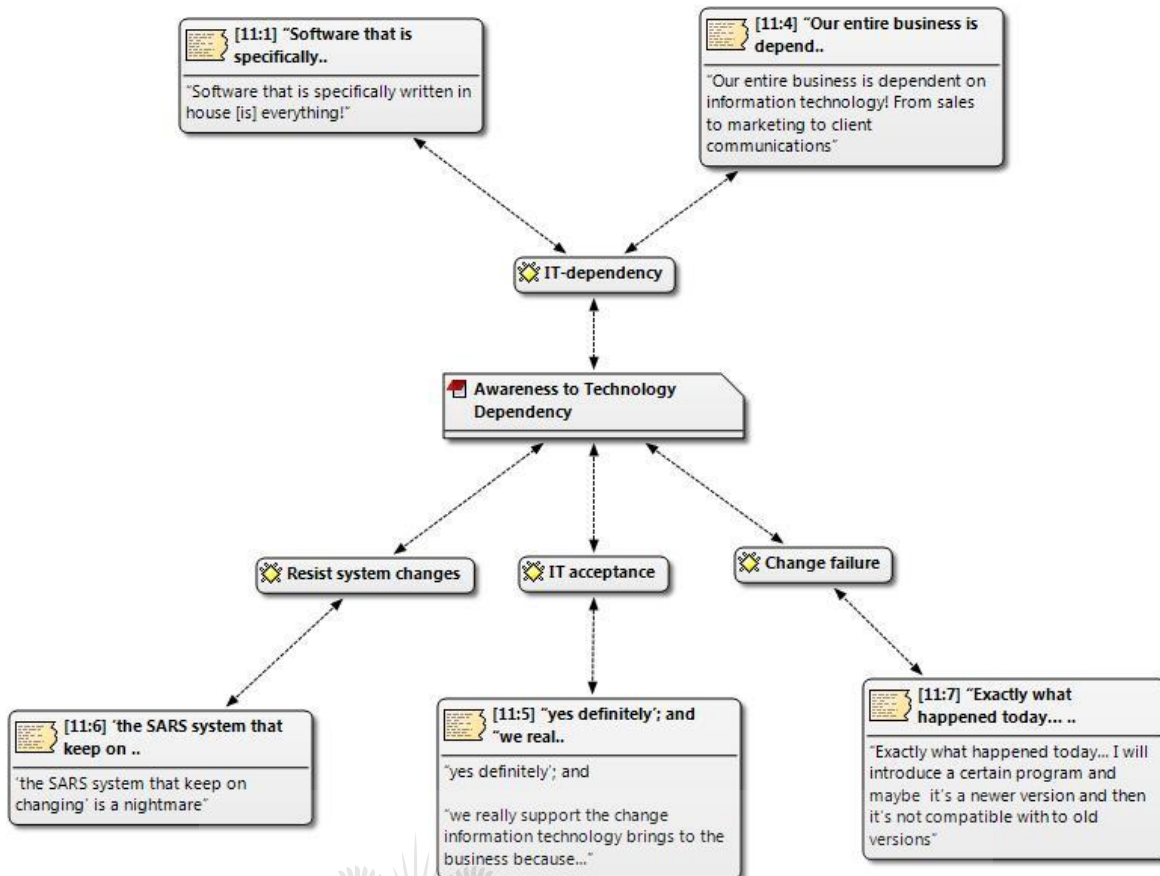 [11:1] “Software that is
specifically..
“Software that is specifically written in
house [is] everything!”
[11:4] “Our entire business is
depend..
“Our entire business is dependent on
information technology! From sales
to marketing to client
communications”
IT-dependency
Awareness to Technology
Dependency
Resist system changes
IT acceptance
Change failure
[11:6] ‘the SARS system that
keep on ..
‘the SARS system that keep on
changing’ is a nightmare”
[11:5] “yes definitely’; and
“we real..
“yes definitely’; and
“we really support the change
information technology brings to the
business because...”
[11:7] “Exactly what
happened today... ..
“Exactly what happened today... I will
introduce a certain program and
maybe it’s a newer version and then
it’s not compatible with to old
versions”